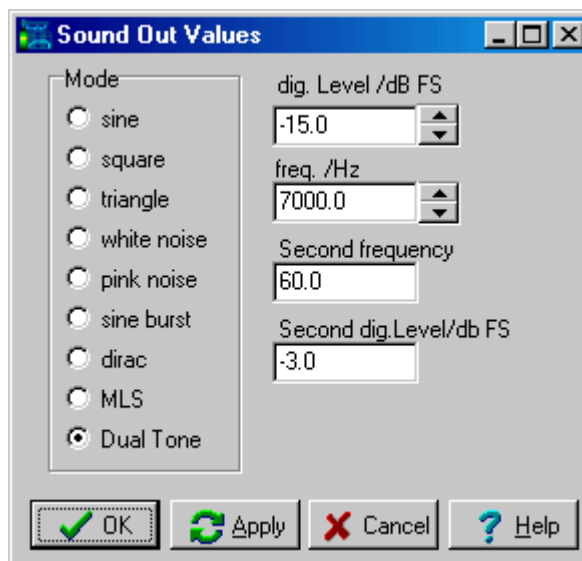 Sound Out Values
Mode
sine
square
triangle
white noise
pink noise
sine burst
dirac
MLS
Dual Tone
dig. Level /dB FS
-15.0
freq. /Hz
7000.0
Second frequency
60.0
Second dig.Level/db FS
-3.0
OK
Apply
Cancel
Help